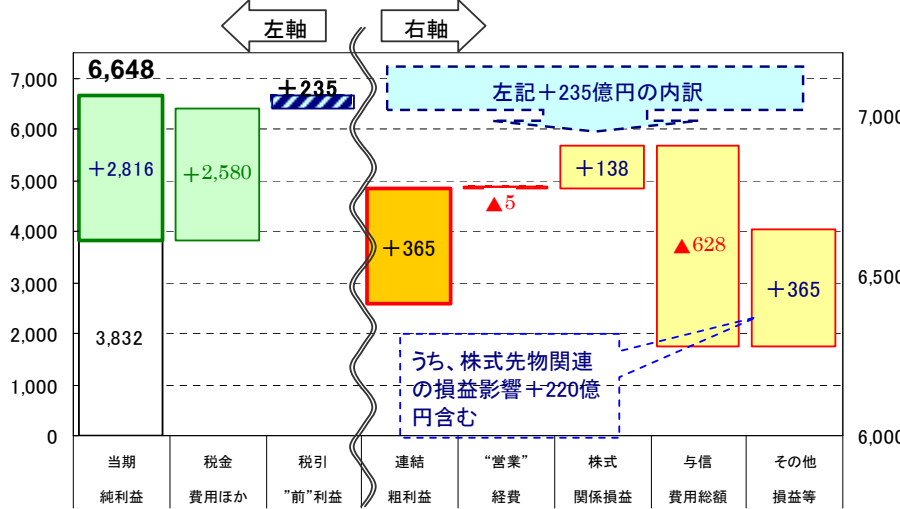 左軸
右軸
7,000
6,000
5,000
4,000
3,000
2,000
1,000
0
6,648
+2,816
3,832
+2,580
+235
左記+235億円の内訳
+365
▲5
+138
▲628
+365
うち、株式先物関連
の損益影響+220億
円含む
7,000
6,500
6,000
当期
純利益
税金
費用ほか
税引
”前”利益
連結
粗利益
“営業”
経費
株式
関係損益
与信
費用総額
その他
損益等